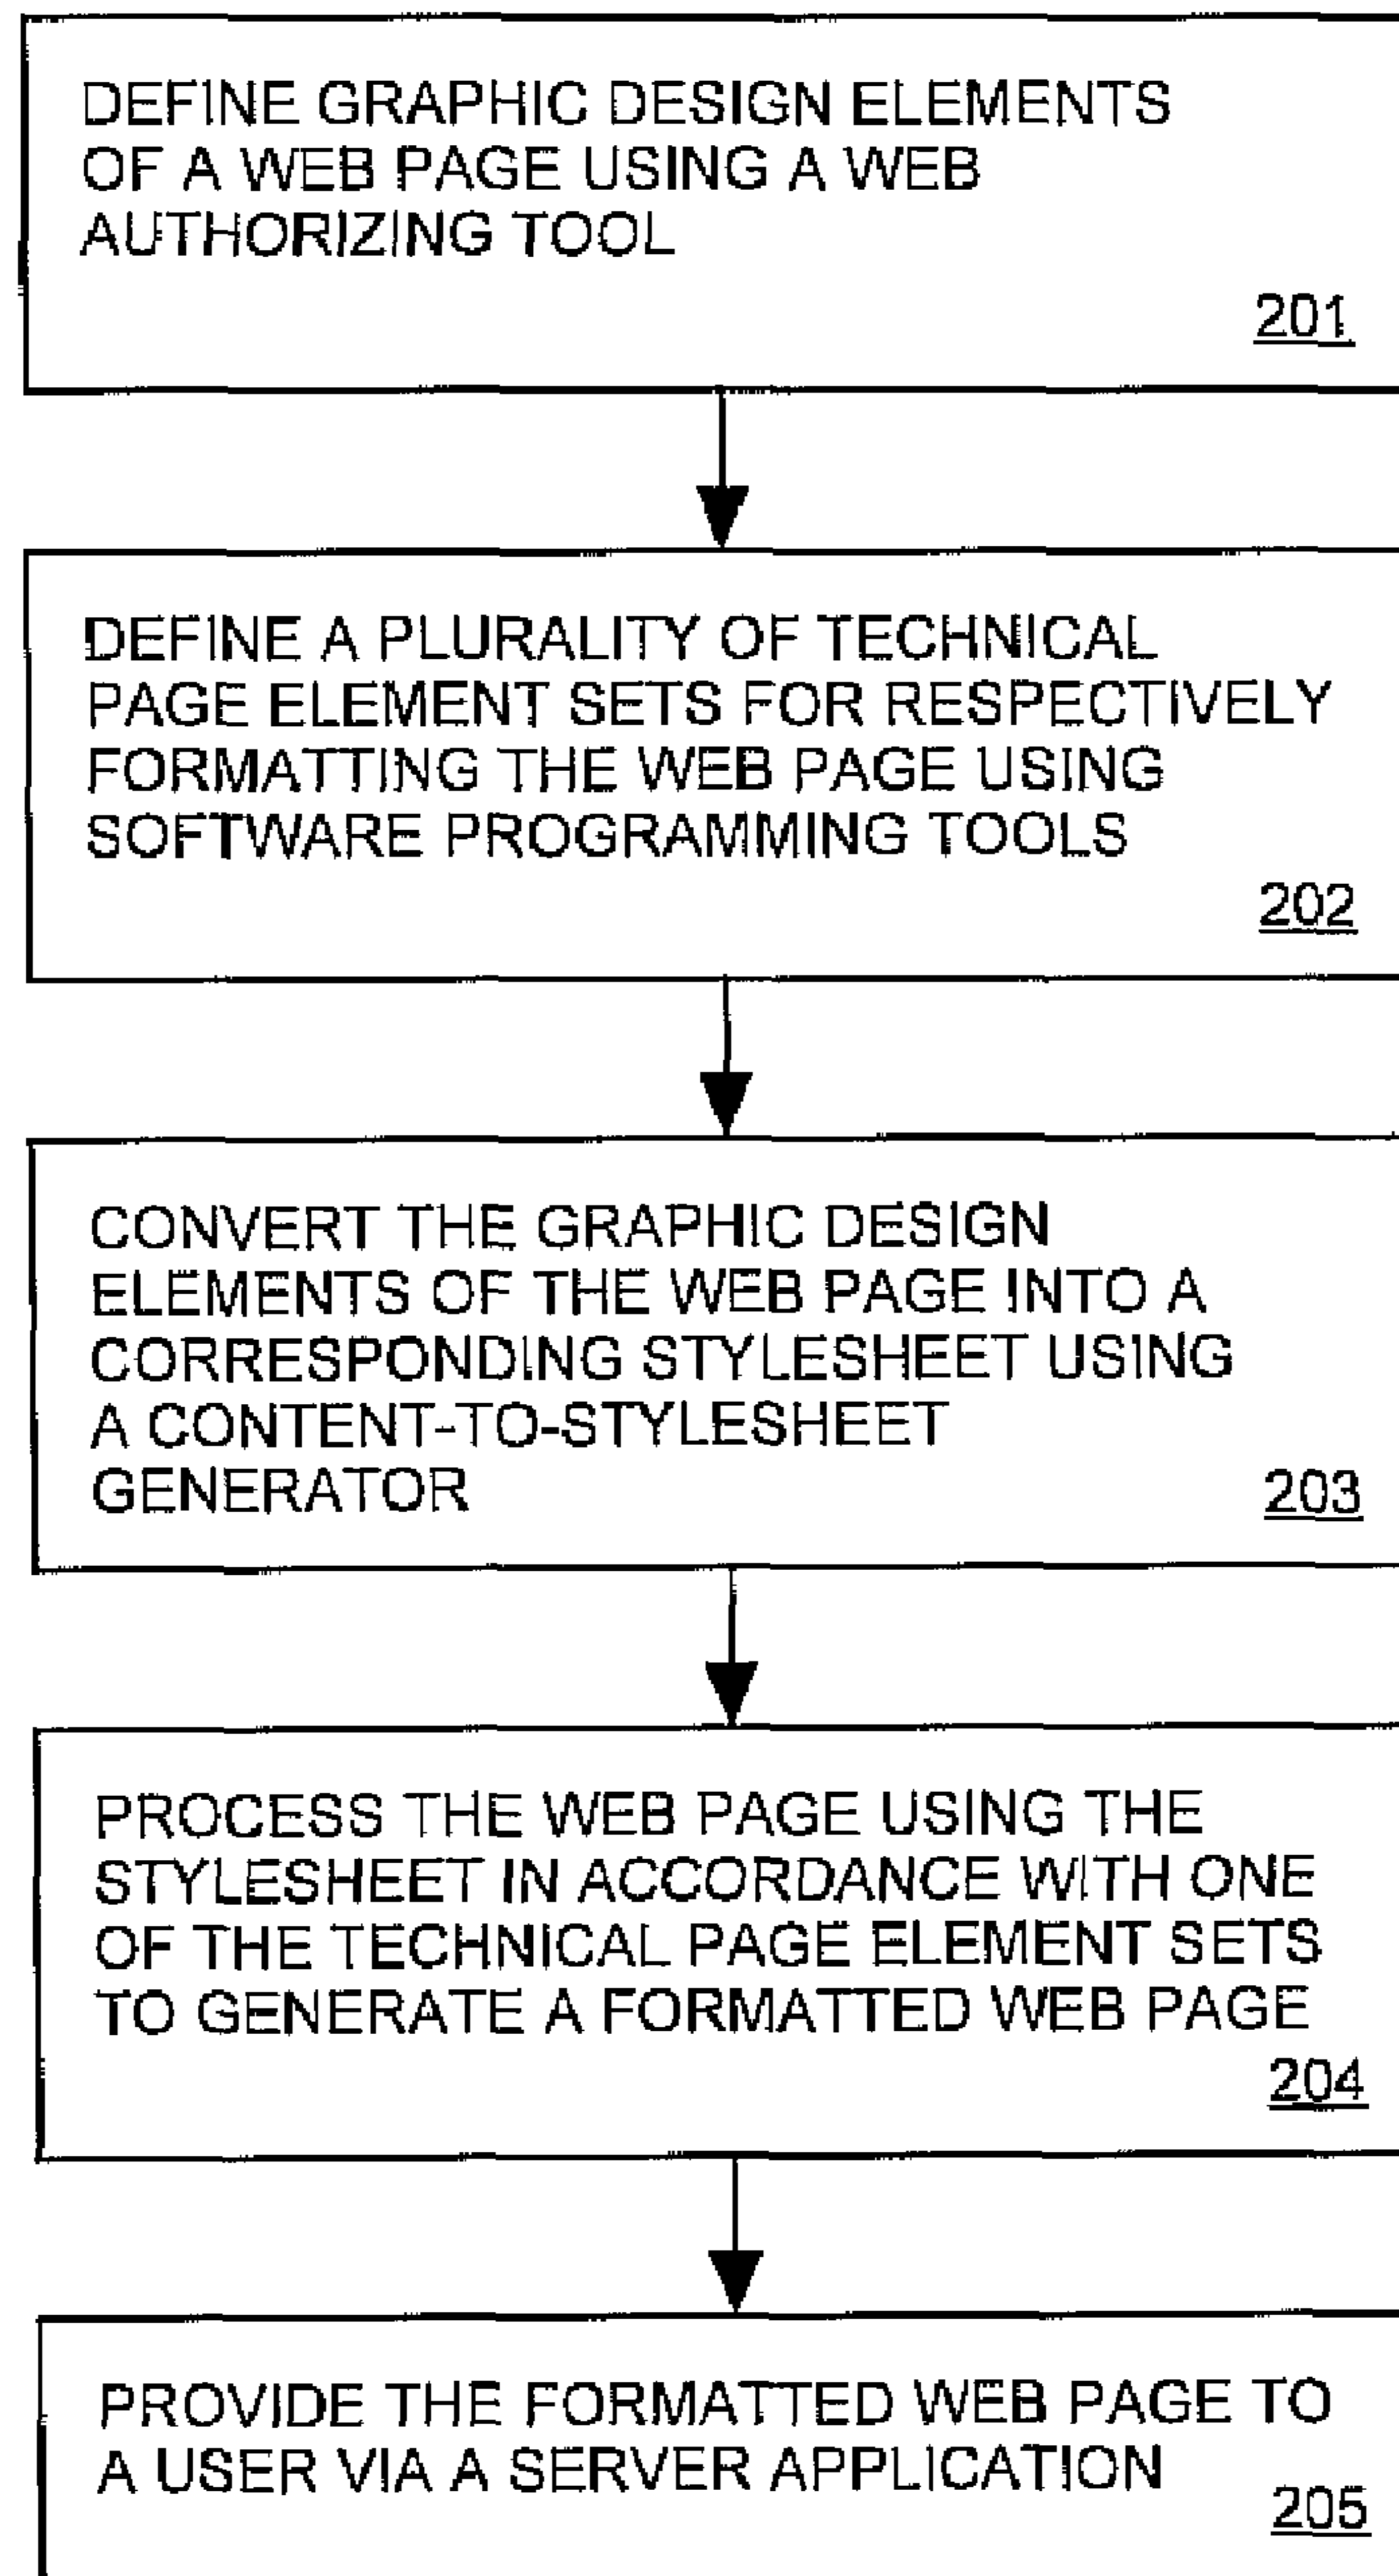 DEFINE GRAPHIC DESIGN ELEMENTS
OF A WEB PAGE USING A WEB
AUTHORIZING TOOL
201
DEFINE A PLURALITY OF TECHNICAL
PAGE ELEMENT SETS FOR RESPECTIVELY
FORMATTING THE WEB PAGE USING
SOFTWARE PROGRAMMING TOOLS
202
CONVERT THE GRAPHIC DESIGN
ELEMENTS OF THE WEB PAGE INTO A
CORRESPONDING STYLESHEET USING
A CONTENT-TO-STYLESHEET
GENERATOR 203
PROCESS THE WEB PAGE USING THE
STYLESHEET IN ACCORDANCE WITH ONE
OF THE TECHNICAL PAGE ELEMENT SETS
TO GENERATE A FORMATTED WEB PAGE
204
PROVIDE THE FORMATTED WEB PAGE TO
A USER VIA A SERVER APPLICATION
205